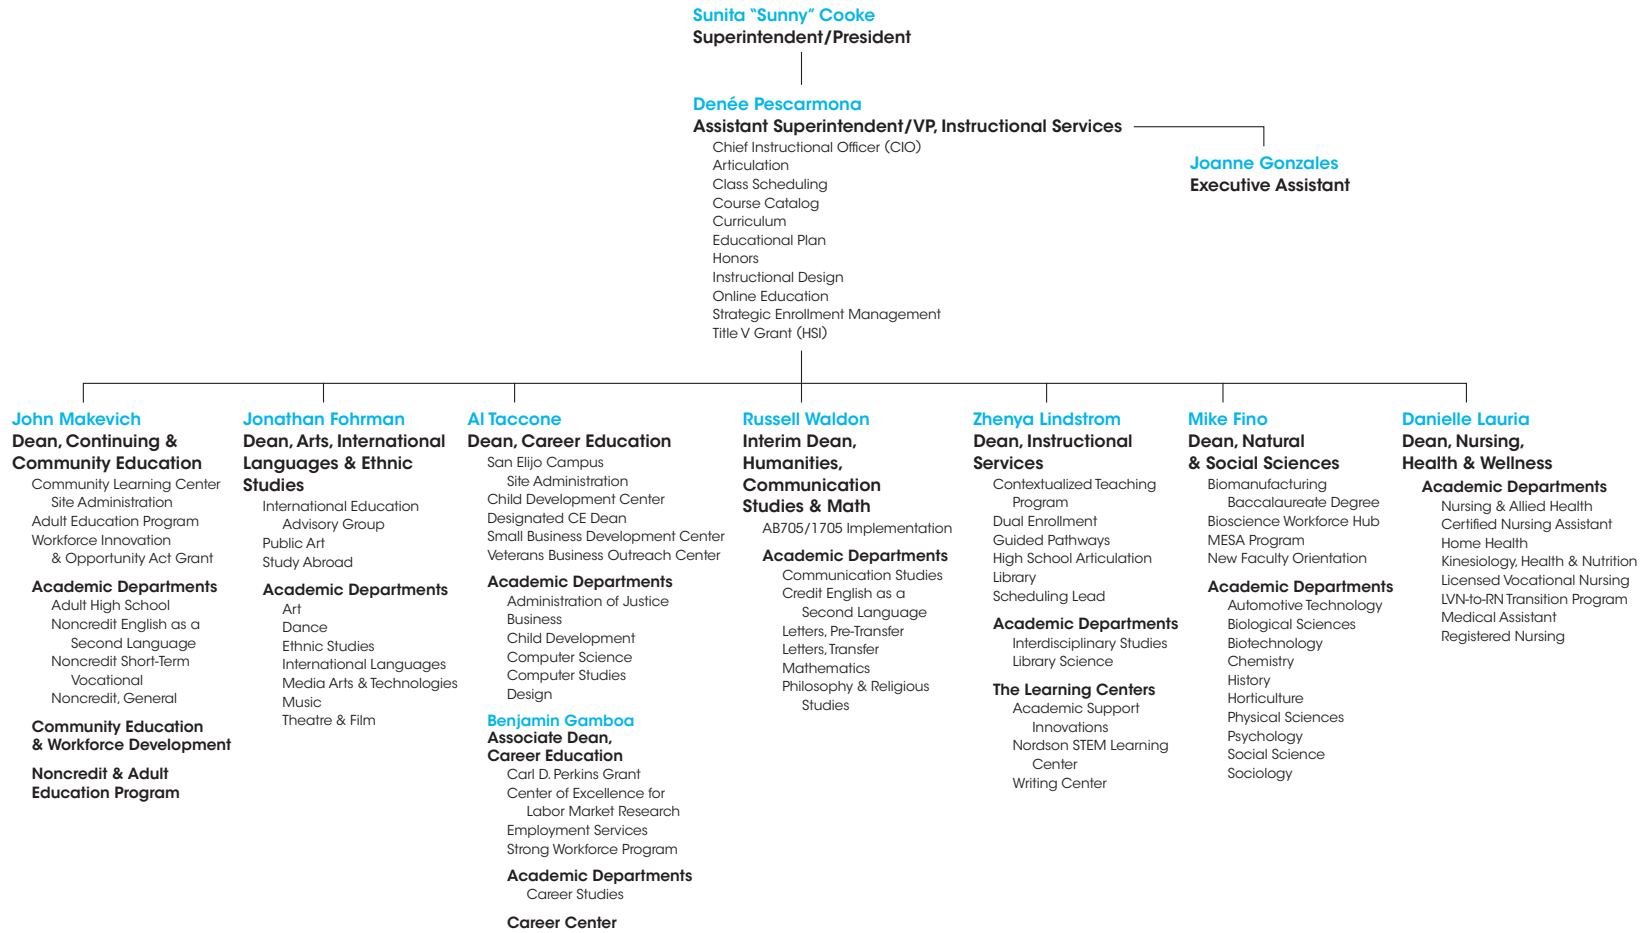 Sunita “Sunny” Cooke
Superintendent/President
Denée Pescarmona
Assistant Superintendent/VP, Instructional Services
Chief Instructional Officer (CIO)
Articulation
Class Scheduling
Course Catalog
Curriculum
Educational Plan
Honors
Instructional Design
Online Education
Strategic Enrollment Management
Title V Grant (HSI)
Joanne Gonzales
Executive Assistant
John Makevich
Dean, Continuing &
Community Education
Community Learning Center
Site Administration
Adult Education Program
Workforce Innovation
& Opportunity Act Grant
Academic Departments
Adult High School
Noncredit English as a
Second Language
Noncredit Short-Term
Vocational
Noncredit, General
Community Education
& Workforce Development
Noncredit & Adult
Education Program
Jonathan Fohrman
Dean, Arts, International
Languages & Ethnic
Studies
International Education
Advisory Group
Public Art
Study Abroad
Academic Departments
Art
Dance
Ethnic Studies
International Languages
Media Arts & Technologies
Music
Theatre & Film
Al Taccone
Dean, Career Education
San Elijo Campus
Site Administration
Child Development Center
Designated CE Dean
Small Business Development Center
Veterans Business Outreach Center
Academic Departments
Administration of Justice
Business
Child Development
Computer Science
Computer Studies
Design
Benjamin Gamboa
Associate Dean,
Career Education
Carl D. Perkins Grant
Center of Excellence for
Labor Market Research
Employment Services
Strong Workforce Program
Academic Departments
Career Studies
Career Center
Russell Waldon
Interim Dean,
Humanities,
Communication
Studies & Math
AB705/1705 Implementation
Academic Departments
Communication Studies
Credit English as a
Second Language
Letters, Pre-Transfer
Letters, Transfer
Mathematics
Philosophy & Religious
Studies
Zhenya Lindstrom
Dean, Instructional
Services
Contextualized Teaching
Program
Dual Enrollment
Guided Pathways
High School Articulation
Library
Scheduling Lead
Academic Departments
Interdisciplinary Studies
Library Science
The Learning Centers
Academic Support
Innovations
Nordson STEM Learning
Center
Writing Center
Mike Fino
Dean, Natural
& Social Sciences
Biomanufacturing
Baccalaureate Degree
Bioscience Workforce Hub
MESA Program
New Faculty Orientation
Academic Departments
Automotive Technology
Biological Sciences
Biotechnology
Chemistry
History
Horticulture
Physical Sciences
Psychology
Social Science
Sociology
Danielle Lauria
Dean, Nursing,
Health & Wellness
Academic Departments
Nursing & Allied Health
Certified Nursing Assistant
Home Health
Kinesiology, Health & Nutrition
Licensed Vocational Nursing
LVN-to-RN Transition Program
Medical Assistant
Registered Nursing